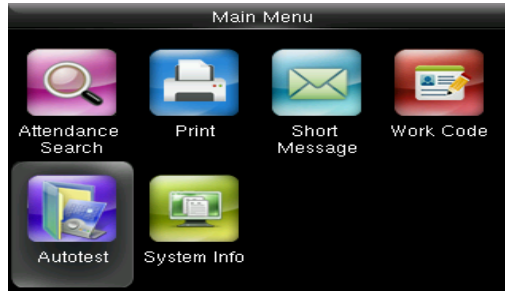 Main Menu
Attendance
Search
Print
Short
Message
Work Code
Autotest
System Info